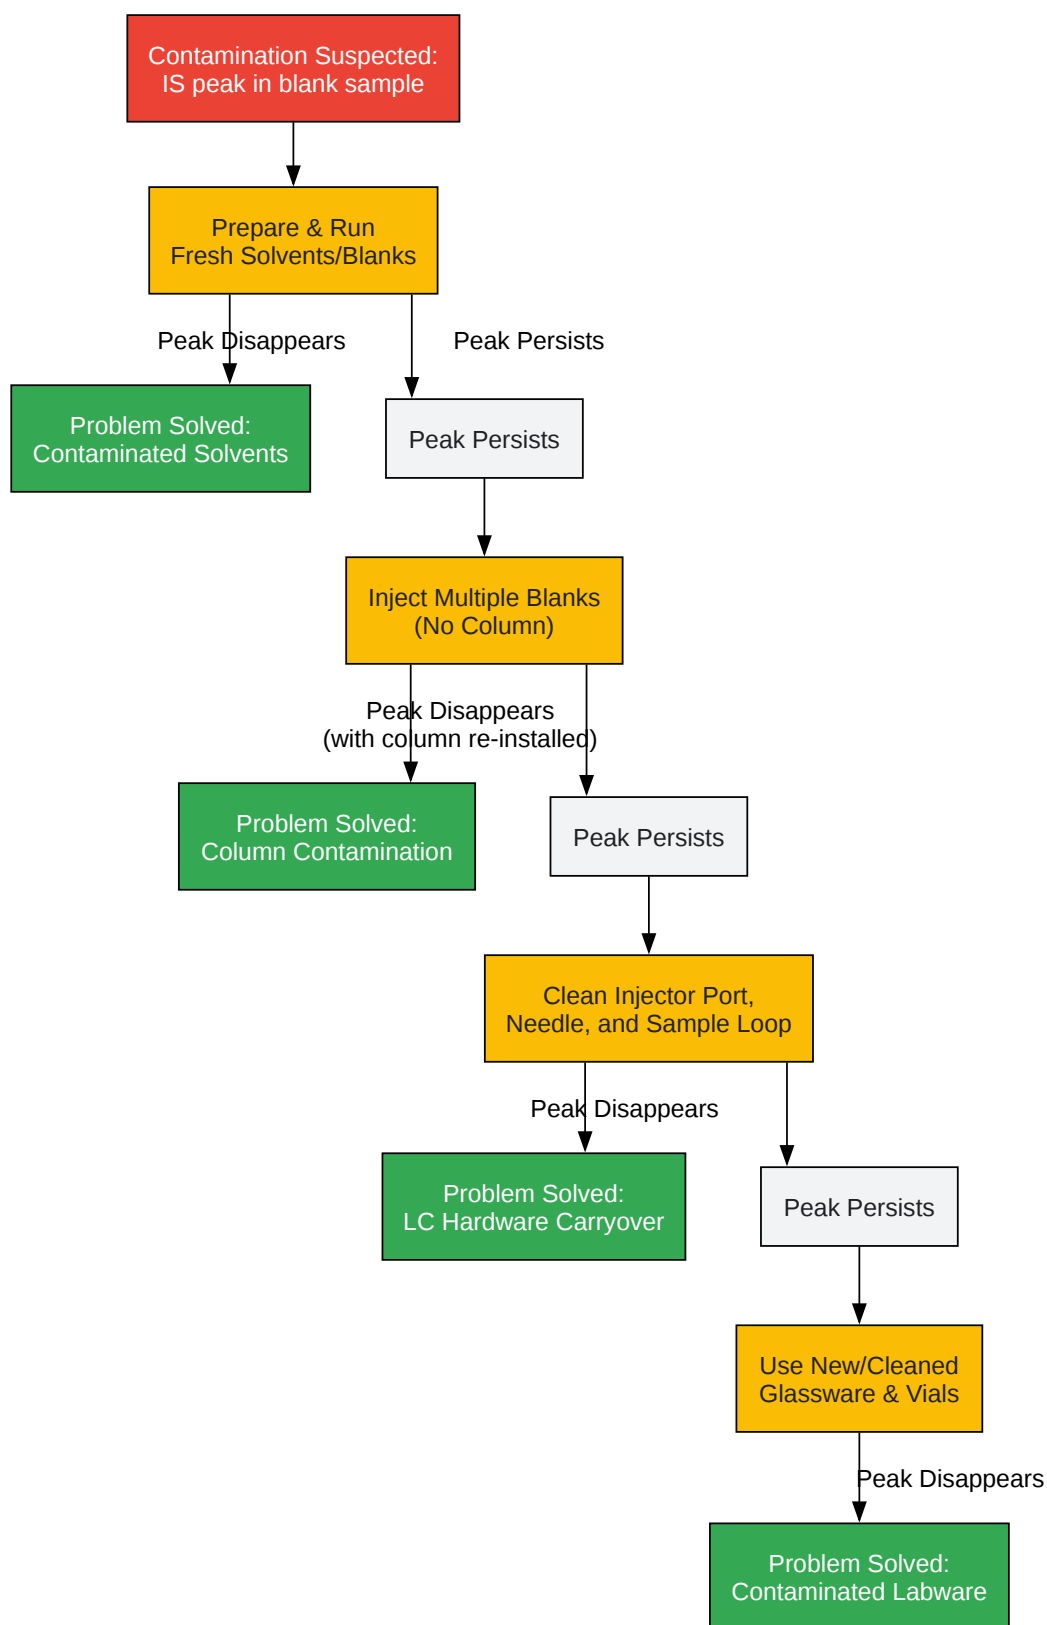 Contamination Suspected:
IS peak in blank sample
Prepare & Run
Fresh Solvents/Blanks
Peak Disappears
Peak Persists
Problem Solved:
Contaminated Solvents
Peak Persists
Inject Multiple Blanks
(No Column)
Peak Disappears
(with column re-installed)
Problem Solved:
Column Contamination
Peak Persists
Clean Injector Port,
Needle, and Sample Loop
Peak Disappears
Problem Solved:
LC Hardware Carryover
Peak Persists
Use New/Cleaned
Glassware & Vials
Peak Disappears
Problem Solved:
Contaminated Labware